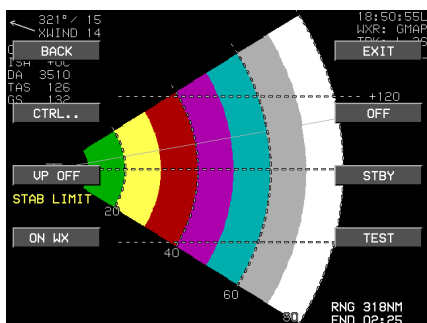 321° / 15
XWIND 14
18:50:55L
WXR: GMAP
BACK
EXIT
ISA +0C
DA 3510
TAS 126
GS 132
+120
CTRL..
OFF
VP OFF
STBY
STAB LIMIT
20
ON WX
TEST
40
60
80
RNG 318NM
END 02:25